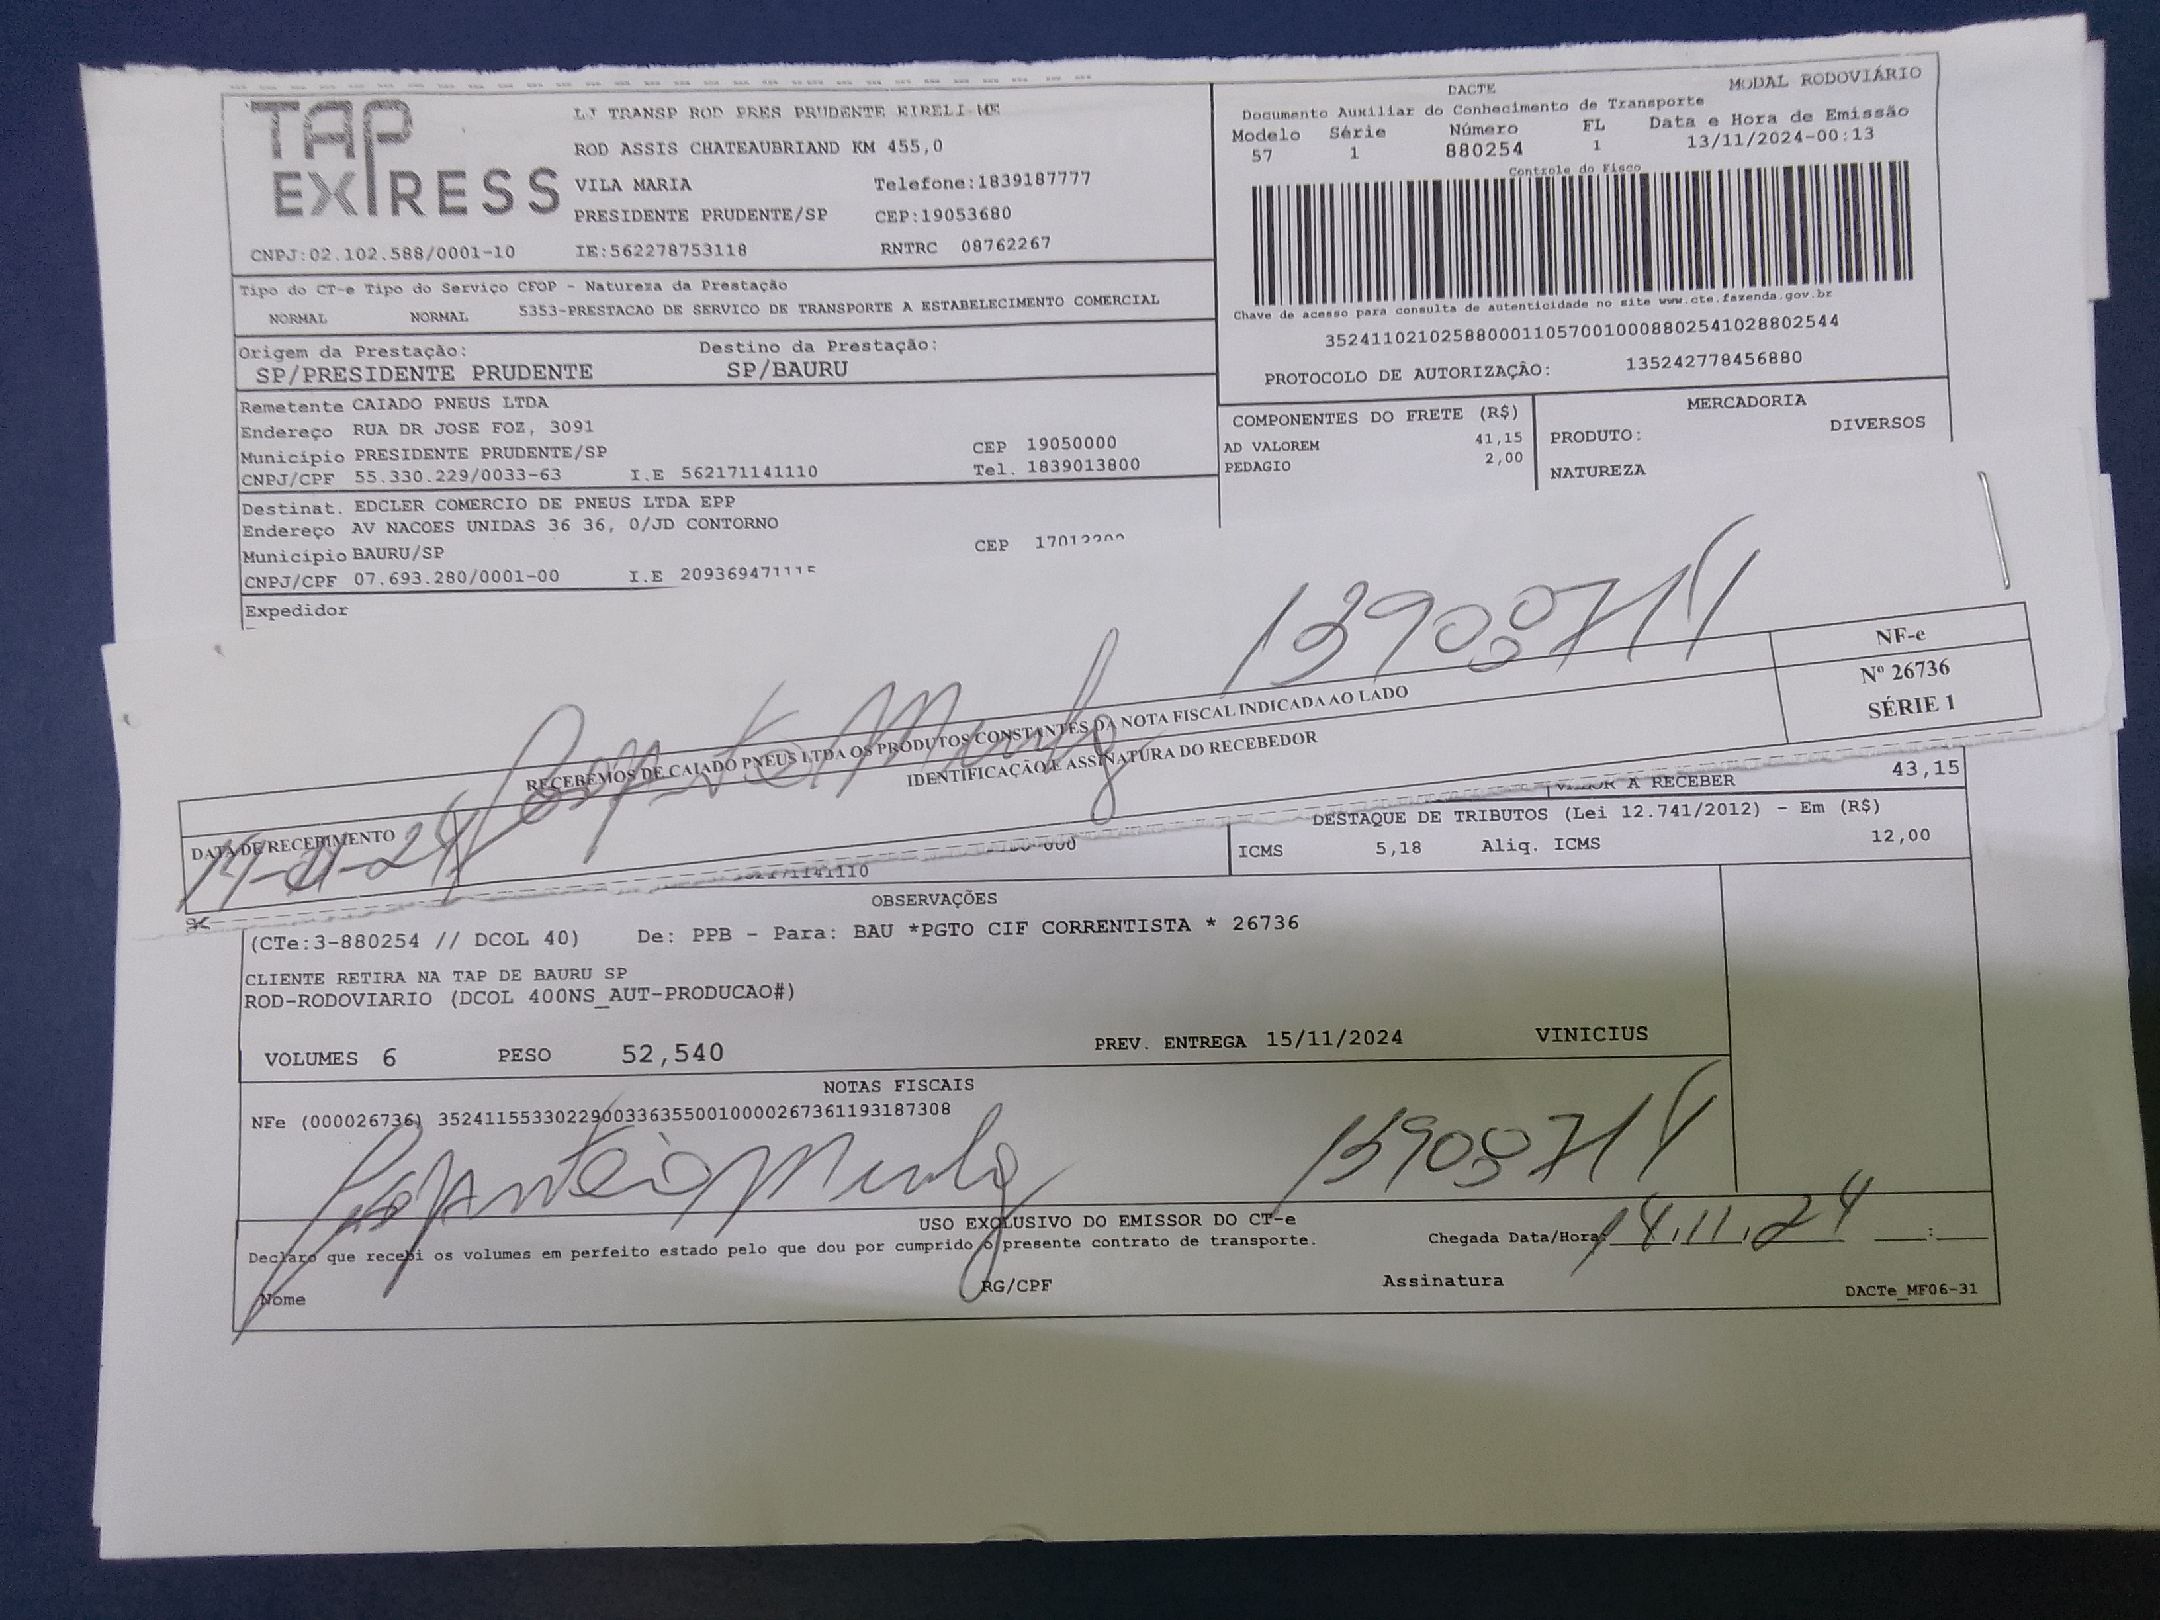 TAP EXPRESS
LJ TRANSP ROD PRES PRUDENTE EIRELI-ME
ROD ASSIS CHATEAUBRIAND KM 455,0
VILA MARIA Telefone:1839187777
PRESIDENTE PRUDENTE/SP CEP:19053680
CNPJ:02.102.588/0001-10 IE:562278753118 RNTRC 08762267
DACTE MODAL RODOVIÁRIO
Documento Auxiliar do Conhecimento de Transporte
Modelo Série Número FL Data e Hora de Emissão
57 1 880254 1 13/11/2024-00:13
Controle do Fisco
Chave de acesso para consulta de autenticidade no site www.cte.fazenda.gov.br
35241102102588000110570010008802541028802544
PROTOCOLO DE AUTORIZAÇÂO: 135242778456880
Tipo do CT-e Tipo do Serviço CFOP - Natureza da Prestação
NORMAL NORMAL 5353-PRESTACAO DE SERVICO DE TRANSPORTE A ESTABELECIMENTO COMERCIAL
Origem da Prestação: Destino da Prestação:
SP/PRESIDENTE PRUDENTE SP/BAURU
Remetente CAIADO PNEUS LTDA
Endereço RUA DR JOSE FOZ, 3091
Município PRESIDENTE PRUDENTE/SP CEP 19050000
CNPJ/CPF 55.330.229/0033-63 I.E 562171141110 Tel. 1839013800
COMPONENTES DO FRETE (R$)
AD VALOREM 41,15
PEDAGIO 2,00
MERCADORIA
PRODUTO: DIVERSOS
NATUREZA
Destinat. EDCLER COMERCIO DE PNEUS LTDA EPP
Endereço AV NACOES UNIDAS 36 36, 0/JD CONTORNO
Município BAURU/SP CEP
CNPJ/CPF 07.693.280/0001-00 I.E 209369471115
Expedidor
RECEBEMOS DE CAIADO PNEUS LTDA OS PRODUTOS CONSTANTES DA NOTA FISCAL INDICADA AO LADO
NF-e
Nº 26736
SÉRIE 1
DATA DE RECEBIMENTO IDENTIFICAÇÃO E ASSINATURA DO RECEBEDOR
14-11-24
VALOR A RECEBER 43,15
DESTAQUE DE TRIBUTOS (Lei 12.741/2012) - Em (R$)
ICMS 5,18 Aliq. ICMS 12,00
OBSERVAÇÕES
(CTe:3-880254 // DCOL 40) De: PPB - Para: BAU *PGTO CIF CORRENTISTA * 26736
CLIENTE RETIRA NA TAP DE BAURU SP
ROD-RODOVIARIO (DCOL 400NS_AUT-PRODUCAO#)
VOLUMES 6 PESO 52,540 PREV. ENTREGA 15/11/2024 VINICIUS
NOTAS FISCAIS
NFe (000026736) 35241155330229003363550010000267361193187308
USO EXCLUSIVO DO EMISSOR DO CT-e
Declaro que recebi os volumes em perfeito estado pelo que dou por cumprido o presente contrato de transporte.
Chegada Data/Hora: 14.11.24 :
Nome RG/CPF Assinatura
DACTe_MF06-31